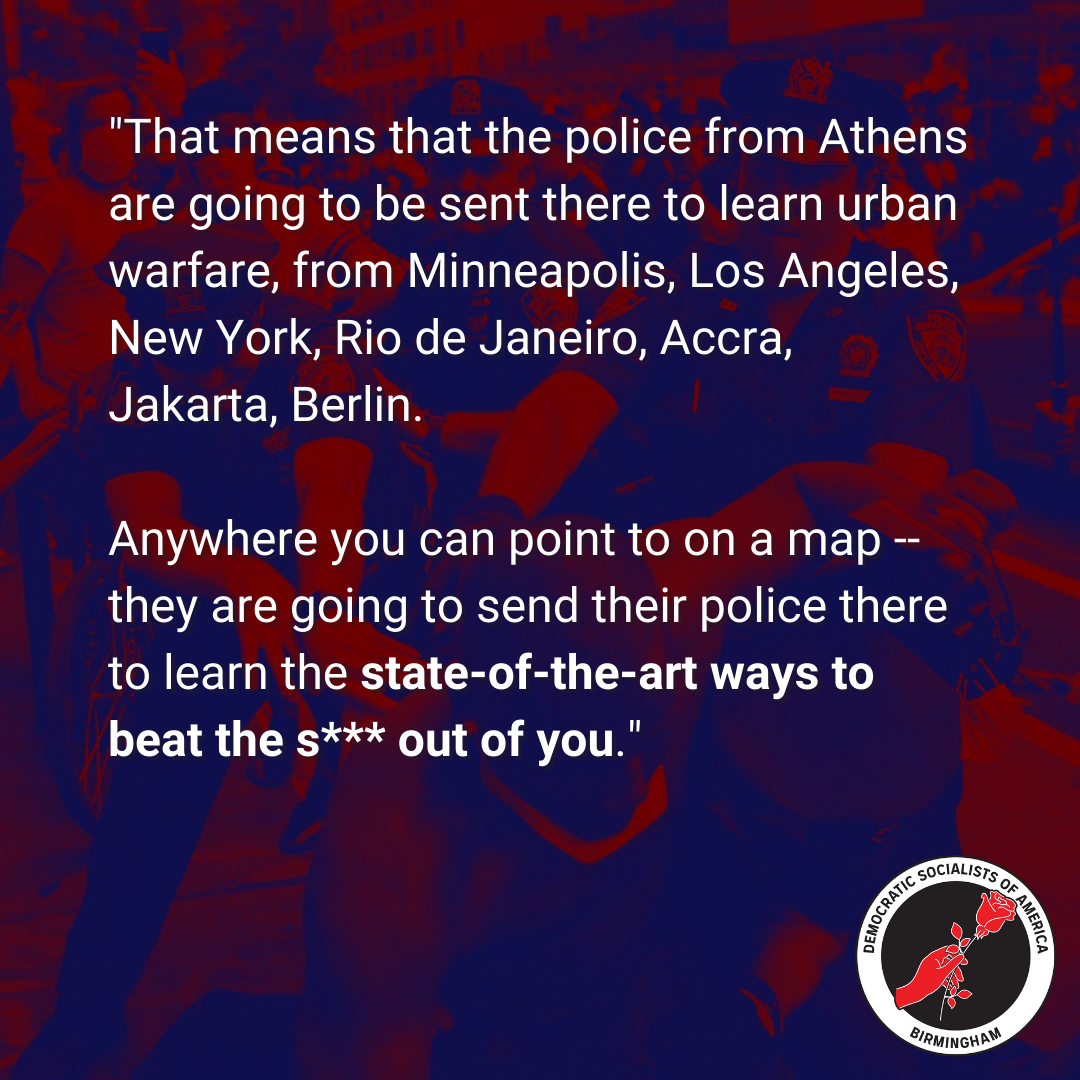 "That means that the police from Athens
are going to be sent there to learn urban
warfare, from Minneapolis, Los Angeles,
New York, Rio de Janeiro, Accra,
Jakarta, Berlin.
Anywhere you can point to on a map --
they are going to send their police there
to learn the state-of-the-art ways to
beat the s*** out of you."
DEMOCRATIC SOCIALISTS OF AMERICA
BIRMINGHAM